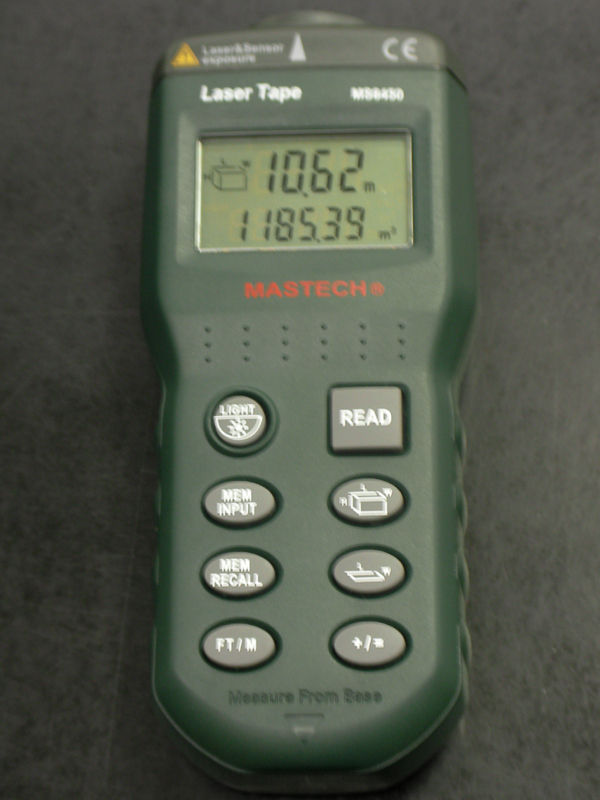 Laser&Sensor
exposure
CE
Laser Tape MS6450
10.62 m
1185.39 m³
MASTECH®
LIGHT
READ
MEM
INPUT
L W H
MEM
RECALL
L W
FT/M
+/=
Measure From Base